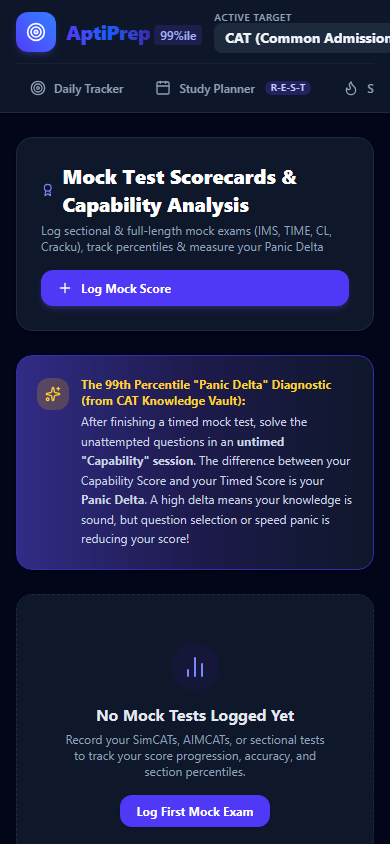 AptiPrep 99%ile
ACTIVE TARGET
CAT (Common Admission
Daily Tracker
Study Planner
R-E-S-T
S
Mock Test Scorecards &
Capability Analysis
Log sectional & full-length mock exams (IMS, TIME, CL,
Cracku), track percentiles & measure your Panic Delta
Log Mock Score
The 99th Percentile "Panic Delta" Diagnostic
(from CAT Knowledge Vault):
After finishing a timed mock test, solve the
unattempted questions in an untimed
"Capability" session. The difference between your
Capability Score and your Timed Score is your
Panic Delta. A high delta means your knowledge is
sound, but question selection or speed panic is
reducing your score!
No Mock Tests Logged Yet
Record your SimCATs, AIMCATs, or sectional tests
to track your score progression, accuracy, and
section percentiles.
Log First Mock Exam